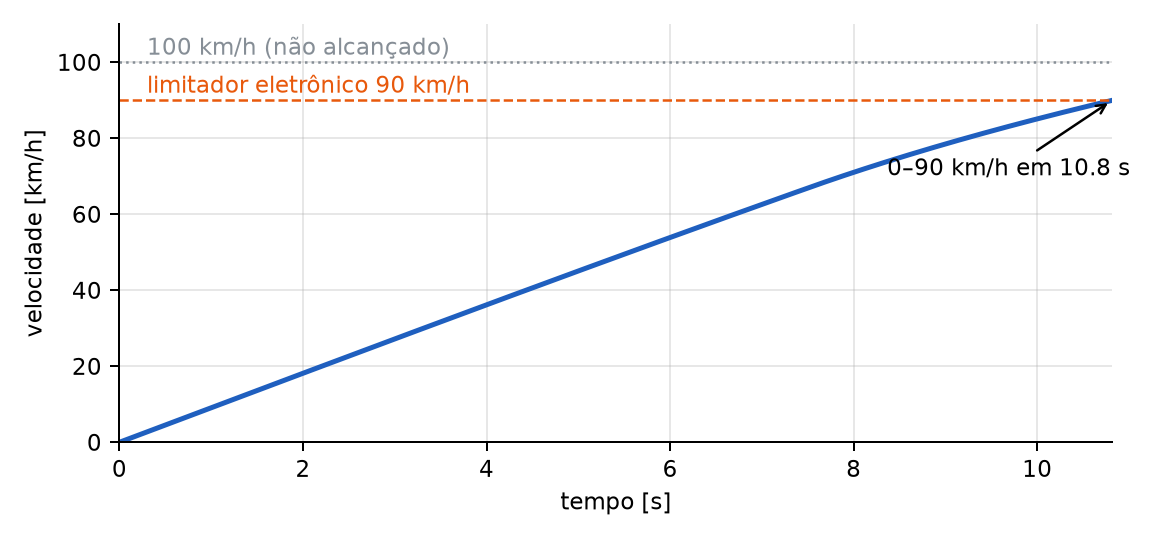 100 km/h (não alcançado)
limitador eletrônico 90 km/h
0–90 km/h em 10.8 s
velocidade [km/h]
100
80
60
40
20
0
0 2 4 6 8 10
tempo [s]